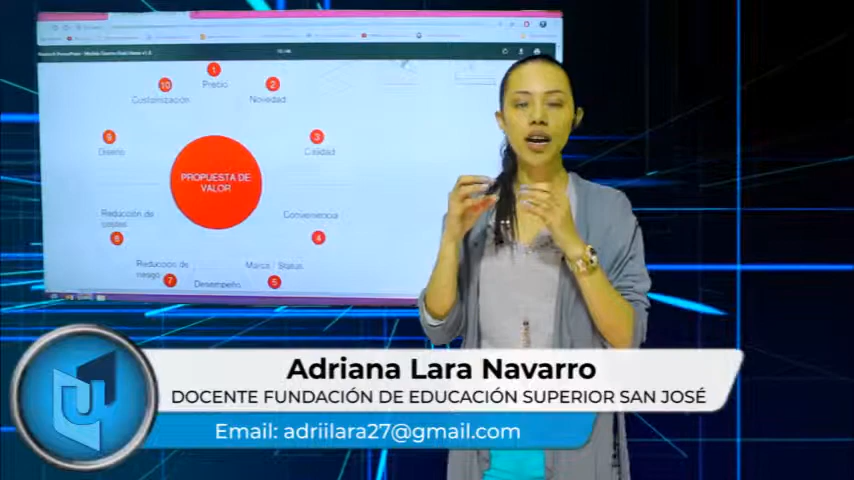 1
Precio
10
Customización
2
Novedad
9
Diseño
3
Calidad
PROPUESTA DE
VALOR
Reducción de
costes
8
Conveniencia
4
Reducción de
riesgo
7
Desempeño
Marca / Status
5
Adriana Lara Navarro
DOCENTE FUNDACIÓN DE EDUCACIÓN SUPERIOR SAN JOSÉ
Email: adriilara27@gmail.com